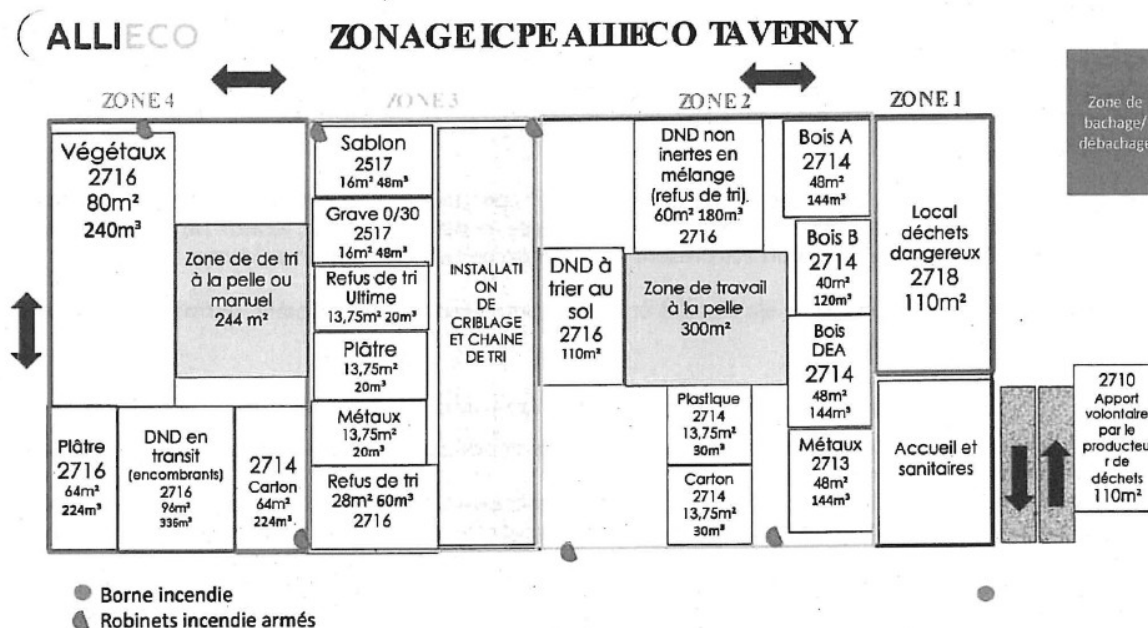 ALLIECO
ZONAGE ICPE ALLIECO TAVERNY
ZONE 4
ZONE 3
ZONE 2
ZONE 1
Zone de
bachage/
débachage
Végétaux
2716
80m²
240m³
Zone de de tri
à la pelle ou
manuel
244 m²
Plâtre
2716
64m²
224m³
DND en
transit
(encombrants)
2716
96m²
336m³
2714
Carton
64m²
224m³
Sablon
2517
16m² 48m³
Grave 0/30
2517
16m² 48m³
Refus de tri
Ultime
13,75m² 20m³
Plâtre
13,75m²
20m³
Métaux
13,75m²
20m³
Refus de tri
28m² 60m³
2716
INSTALLATI
ON
DE
CRIBLAGE
ET CHAINE
DE TRI
DND à
trier au
sol
2716
110m²
DND non
inertes en
mélange
(refus de tri).
60m² 180m³
2716
Zone de travail
à la pelle
300m²
Plastique
2714
13,75m²
30m³
Carton
2714
13,75m²
30m³
Bois A
2714
48m²
144m³
Bois B
2714
40m²
120m³
Bois
DEA
2714
48m²
144m³
Métaux
2713
48m²
144m³
Local
déchets
dangereux
2718
110m²
Accueil et
sanitaires
2710
Apport
volontaire
par le
producteu
r de
déchets
110m²
Borne incendie
Robinets incendie armés